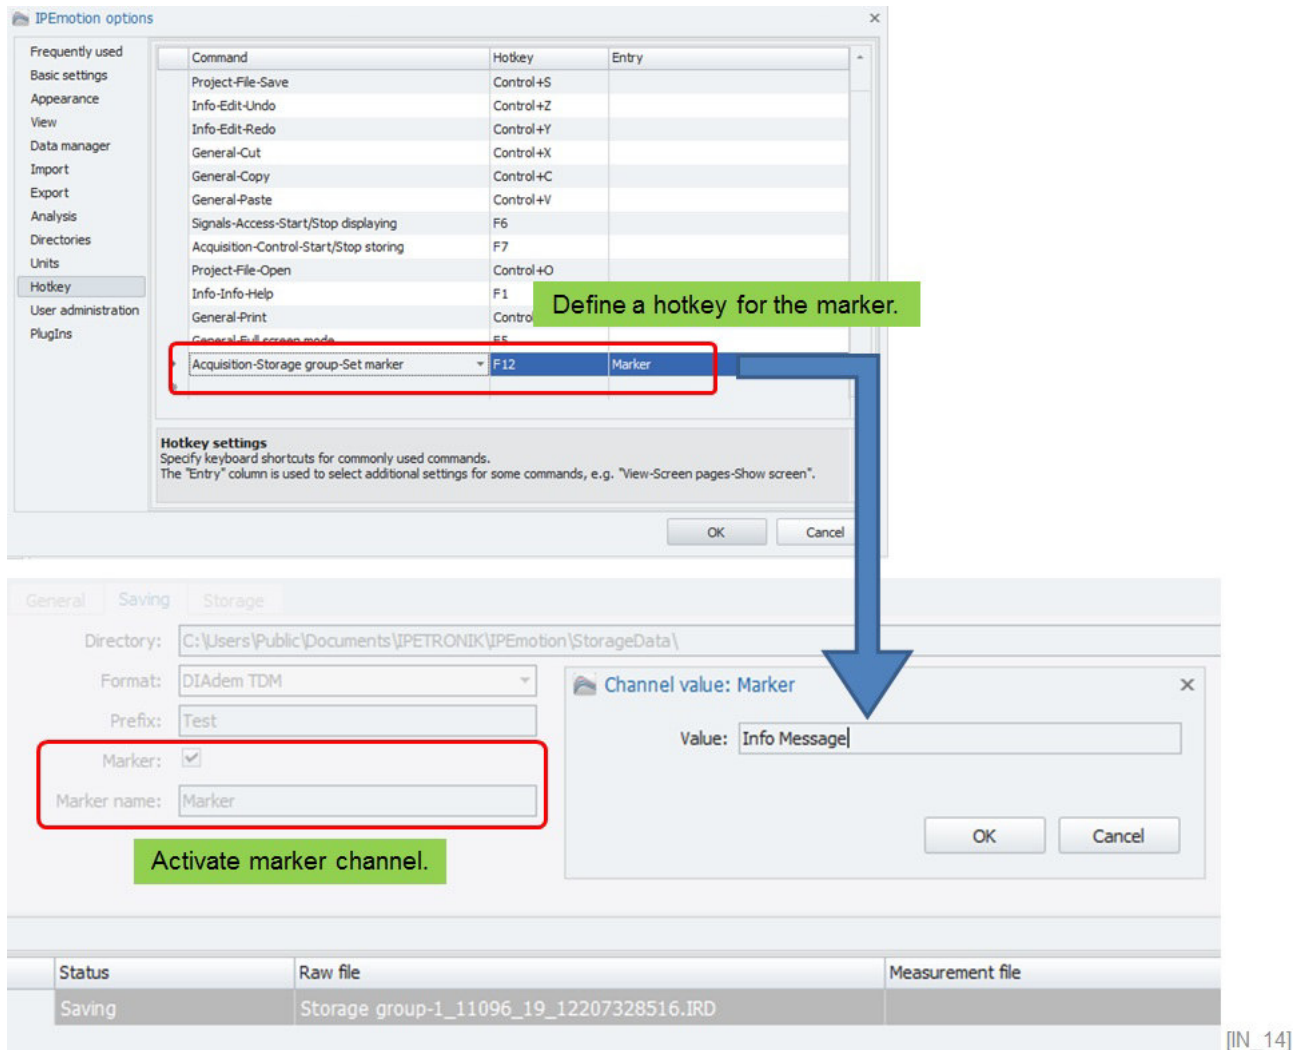 IPEmotion options
Frequently used
Basic settings
Appearance
View
Data manager
Import
Export
Analysis
Directories
Units
Hotkey
User administration
PlugIns
Command Hotkey Entry
Project-File-Save Control+S
Info-Edit-Undo Control+Z
Info-Edit-Redo Control+Y
General-Cut Control+X
General-Copy Control+C
General-Paste Control+V
Signals-Access-Start/Stop displaying F6
Acquisition-Control-Start/Stop storing F7
Project-File-Open Control+O
Info-Info-Help F1
General-Print Contro
General-Full screen mode F5
Acquisition-Storage group-Set marker F12 Marker
Define a hotkey for the marker.
Hotkey settings
Specify keyboard shortcuts for commonly used commands.
The "Entry" column is used to select additional settings for some commands, e.g. "View-Screen pages-Show screen".
OK Cancel
General Saving Storage
Directory: C:\Users\Public\Documents\IPETRONIK\IPEmotion\StorageData\
Format: DIAdem TDM
Prefix: Test
Marker:
Marker name: Marker
Activate marker channel.
Channel value: Marker
Value: Info Message
OK Cancel
Status Raw file Measurement file
Saving Storage group-1_11096_19_12207328516.IRD
[IN_14]